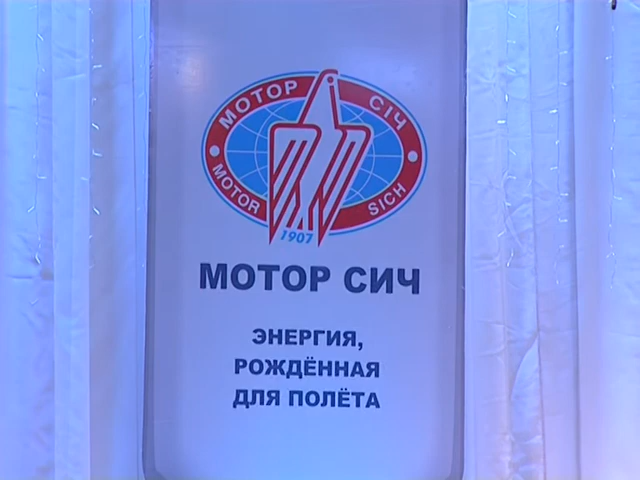 МОТОР СІЧ
MOTOR SICH
1907
МОТОР СИЧ
ЭНЕРГИЯ,
РОЖДЁННАЯ
ДЛЯ ПОЛЁТА